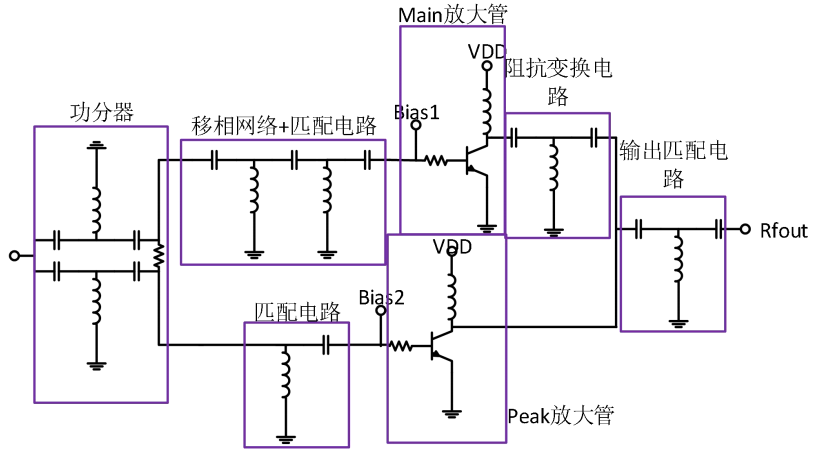 Main放大管
VDD
阻抗变换电
路
功分器
移相网络+匹配电路
Bias1
输出匹配电
路
Rfout
VDD
匹配电路
Bias2
Peak放大管